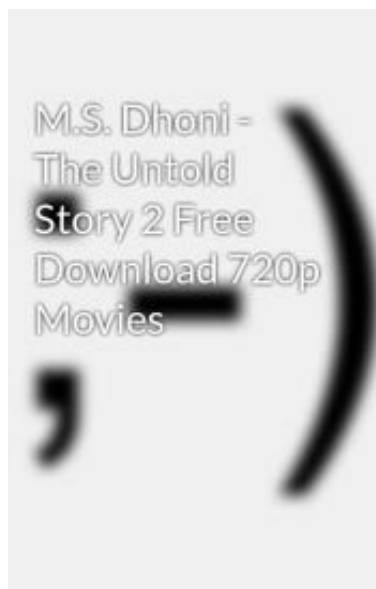 M.S. Dhoni -
The Untold
Story 2 Free
Download 720p
Movies
;-)